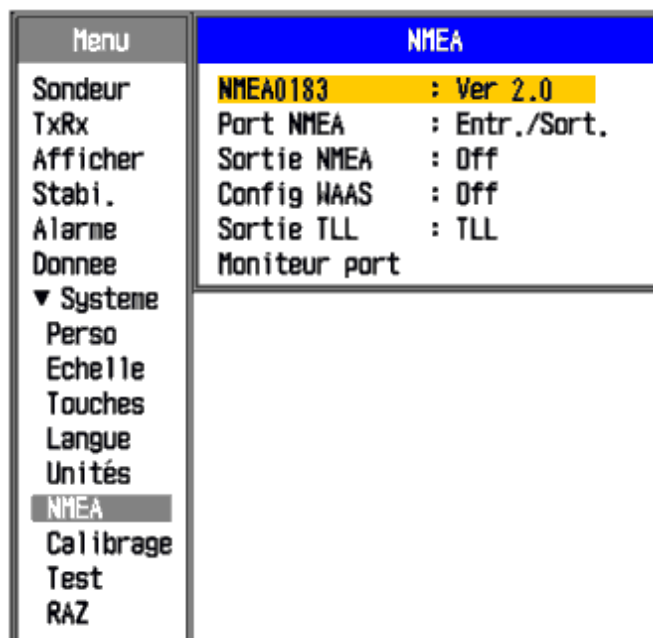 Menu
Sondeur
TxRx
Afficher
Stabi.
Alarme
Donnee
▼ Systeme
Perso
Echelle
Touches
Langue
Unités
NMEA
Calibrage
Test
RAZ
NMEA
NMEA0183 : Ver 2.0
Port NMEA : Entr./Sort.
Sortie NMEA : Off
Config WAAS : Off
Sortie TLL : TLL
Moniteur port